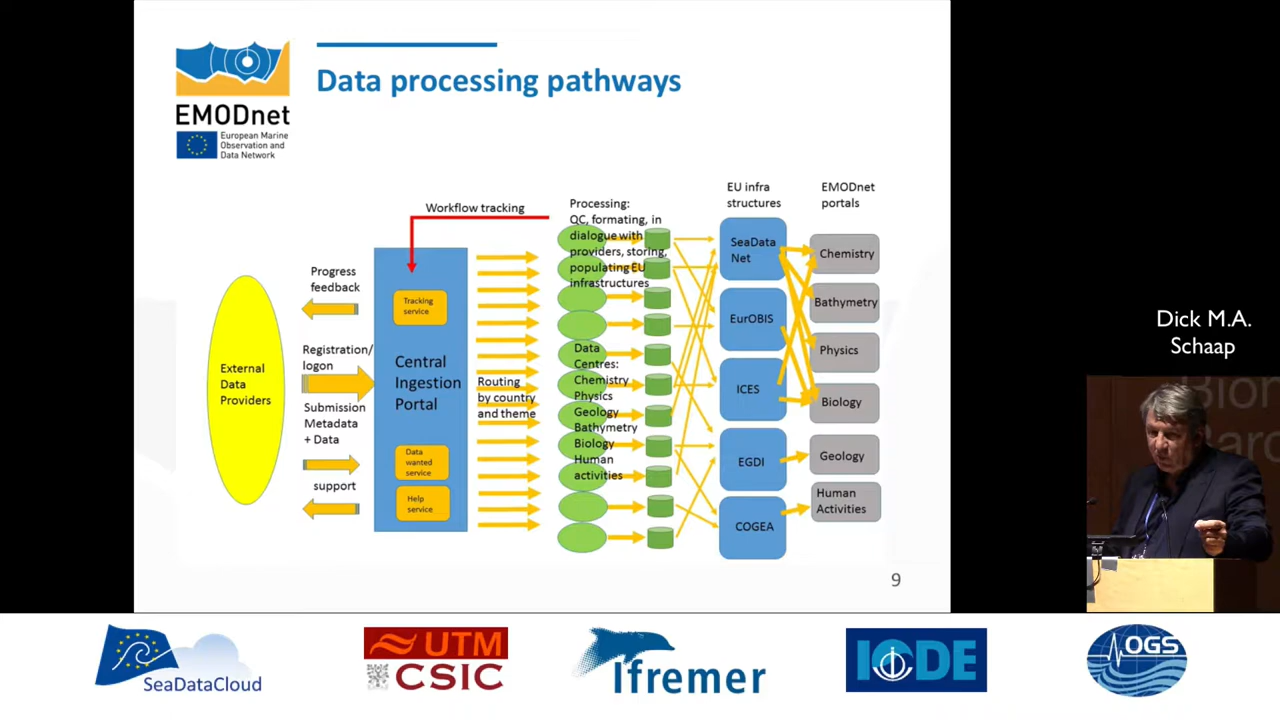 Data processing pathways
EMODnet
European Marine
Observation and
Data Network
Workflow tracking
Processing:
QC, formating, in
dialogue with
providers, storing,
populating EU
infrastructures
EU infra
structures
EMODnet
portals
Progress
feedback
Registration/
logon
Submission
Metadata
+ Data
support
External
Data
Providers
Tracking
service
Central
Ingestion
Portal
Data
wanted
service
Help
service
Routing
by country
and theme
Data
Centres:
Chemistry
Physics
Geology
Bathymetry
Biology
Human
activities
SeaData
Net
EurOBIS
ICES
EGDI
COGEA
Chemistry
Bathymetry
Physics
Biology
Geology
Human
Activities
9
Dick M.A.
Schaap
SeaDataCloud
UTM
CSIC
Ifremer
IODE
OGS